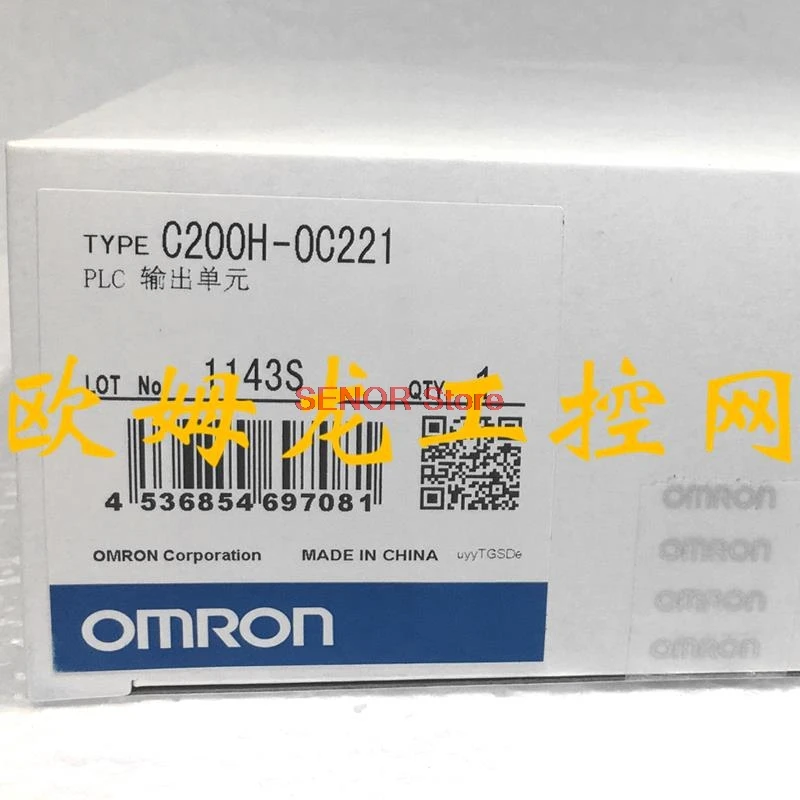 TYPE C200H-OC221
PLC 输出单元
LOT No. 1143S QTY. 1
SENOR Store
欧姆龙工控网
4 536854 697081
OMRON Corporation MADE IN CHINA uyyTGSDe
OMRON
OMRON
OMRON
OMRON
OMRON